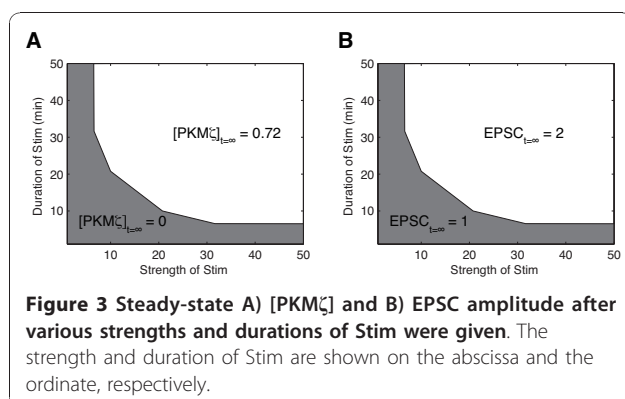 A
B
50
40
30
20
10
Duration of Stim (min)
[PKMζ]t=∞ = 0.72
[PKMζ]t=∞ = 0
10 20 30 40 50
Strength of Stim
50
40
30
20
10
Duration of Stim (min)
EPSCt=∞ = 2
EPSCt=∞ = 1
10 20 30 40 50
Strength of Stim
Figure 3 Steady-state A) [PKMζ] and B) EPSC amplitude after
various strengths and durations of Stim were given. The
strength and duration of Stim are shown on the abscissa and the
ordinate, respectively.